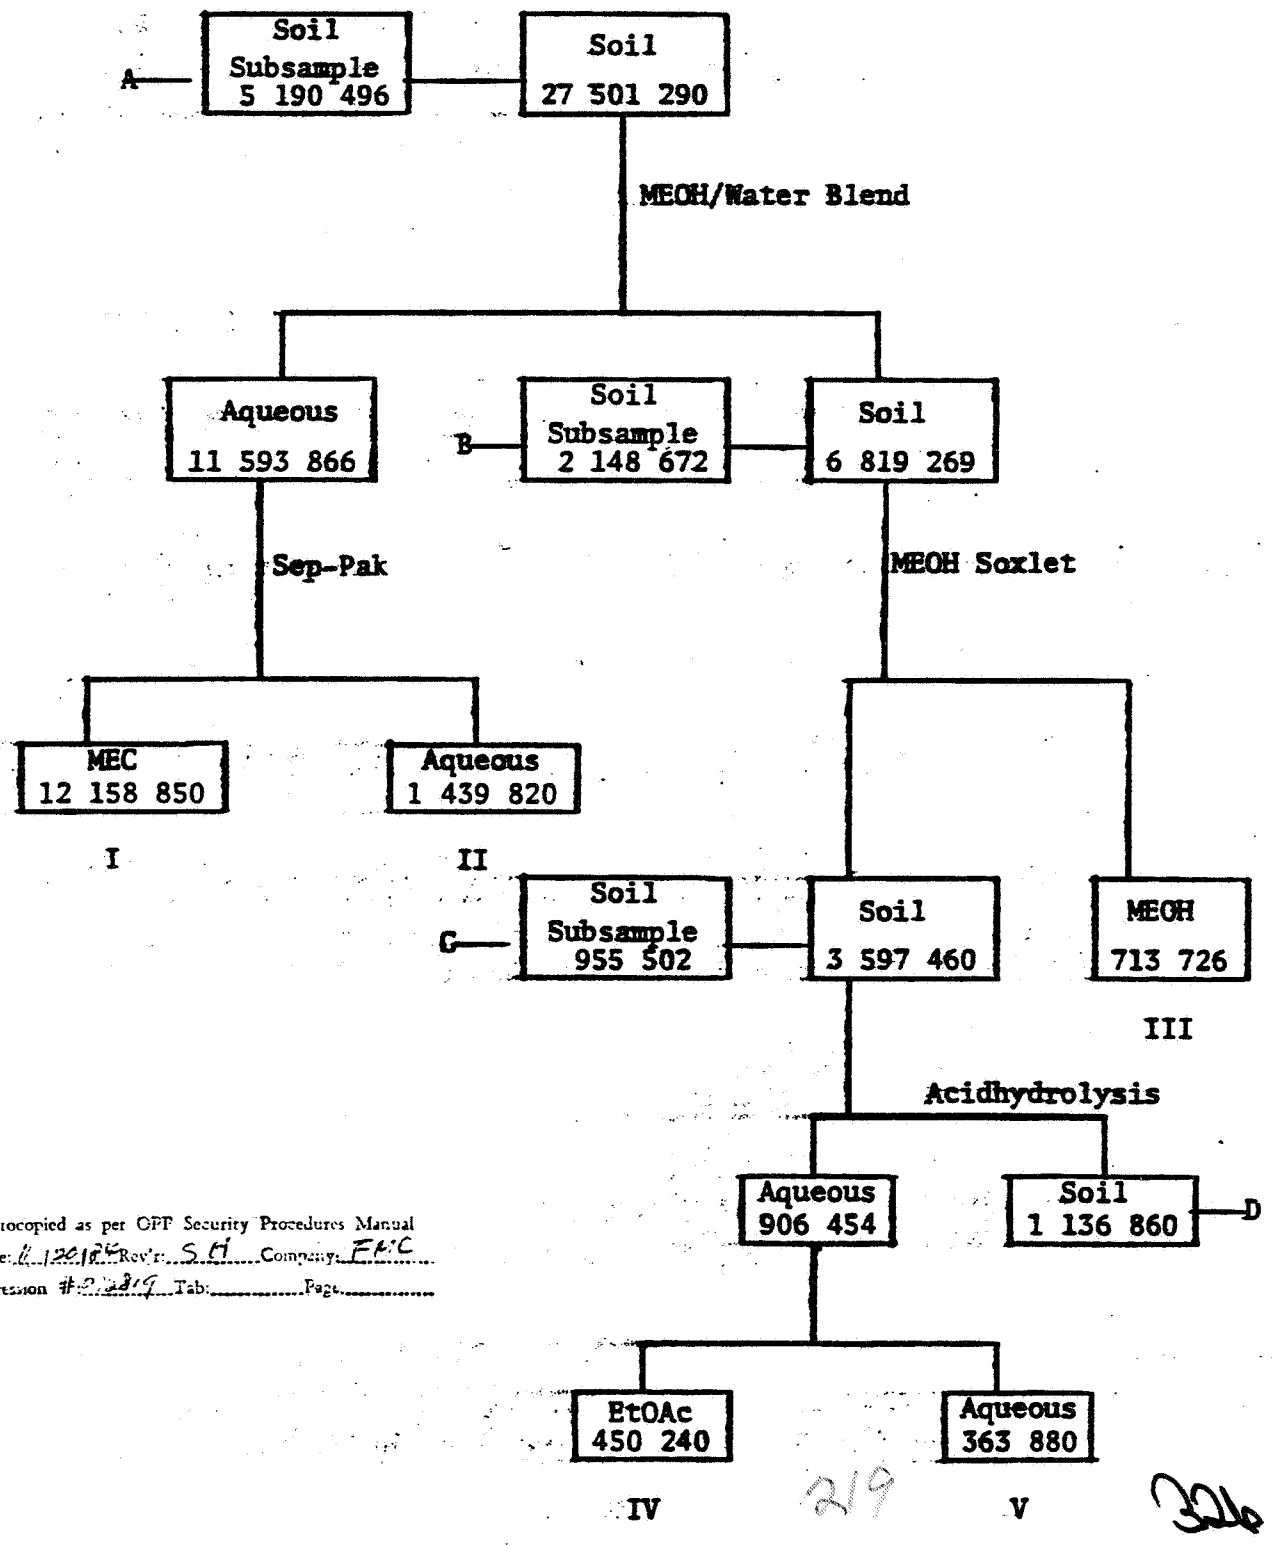 Soil
Subsample
5 190 496
A
Soil
27 501 290
MEOH/Water Blend
Aqueous
11 593 866
B
Soil
Subsample
2 148 672
Soil
6 819 269
Sep-Pak
MEOH Soxlet
MEC
12 158 850
I
Aqueous
1 439 820
II
C
Soil
Subsample
955 502
Soil
3 597 460
MEOH
713 726
III
Acidhydrolysis
Aqueous
906 454
Soil
1 136 860
D
tocopied as per OPP Security Procedures Manual
Rev'r: S H Company: FMC
ession # Tab: Page
EtOAc
450 240
IV
Aqueous
363 880
V
219
326